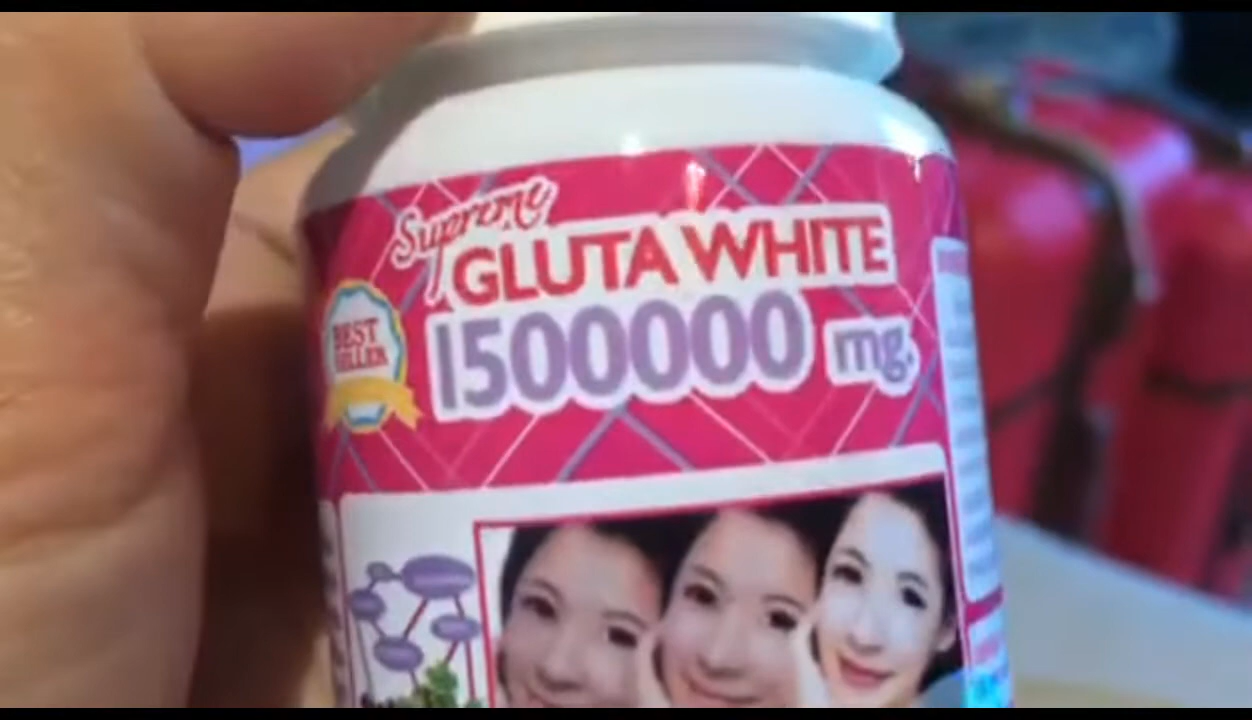 Supreme
GLUTA WHITE
1500000 mg.
BEST
SELLER